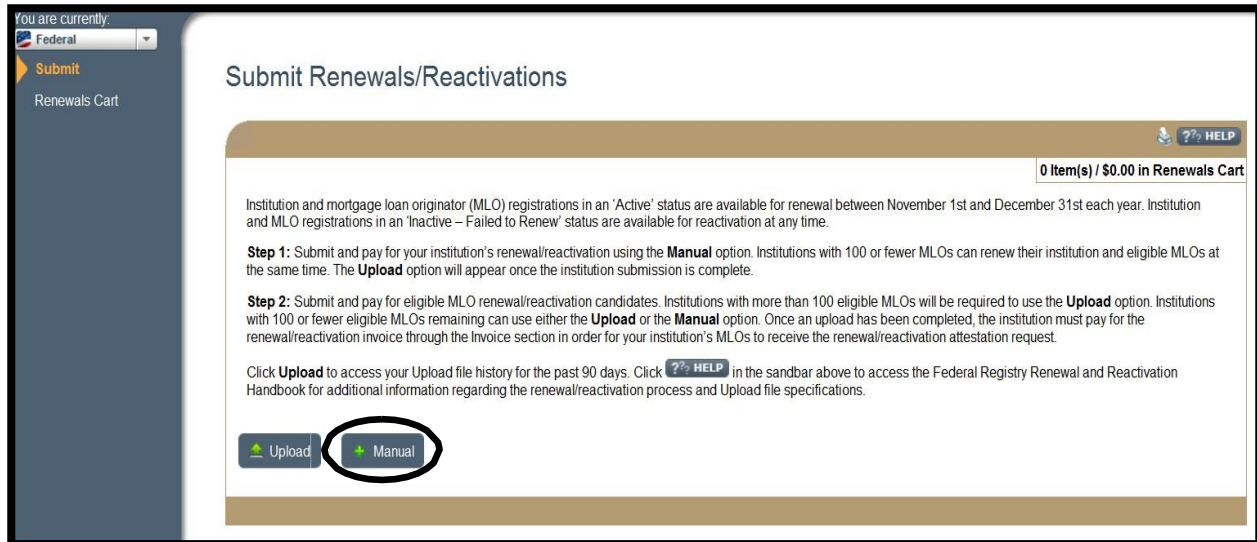 You are currently:
Federal
Submit
Renewals Cart
Submit Renewals/Reactivations
??? HELP
0 Item(s) / $0.00 in Renewals Cart
Institution and mortgage loan originator (MLO) registrations in an ‘Active’ status are available for renewal between November 1st and December 31st each year. Institution
and MLO registrations in an ‘Inactive – Failed to Renew’ status are available for reactivation at any time.
Step 1: Submit and pay for your institution’s renewal/reactivation using the Manual option. Institutions with 100 or fewer MLOs can renew their institution and eligible MLOs at
the same time. The Upload option will appear once the institution submission is complete.
Step 2: Submit and pay for eligible MLO renewal/reactivation candidates. Institutions with more than 100 eligible MLOs will be required to use the Upload option. Institutions
with 100 or fewer eligible MLOs remaining can use either the Upload or the Manual option. Once an upload has been completed, the institution must pay for the
renewal/reactivation invoice through the Invoice section in order for your institution’s MLOs to receive the renewal/reactivation attestation request.
Click Upload to access your Upload file history for the past 90 days. Click ??? HELP in the sandbar above to access the Federal Registry Renewal and Reactivation
Handbook for additional information regarding the renewal/reactivation process and Upload file specifications.
Upload
Manual